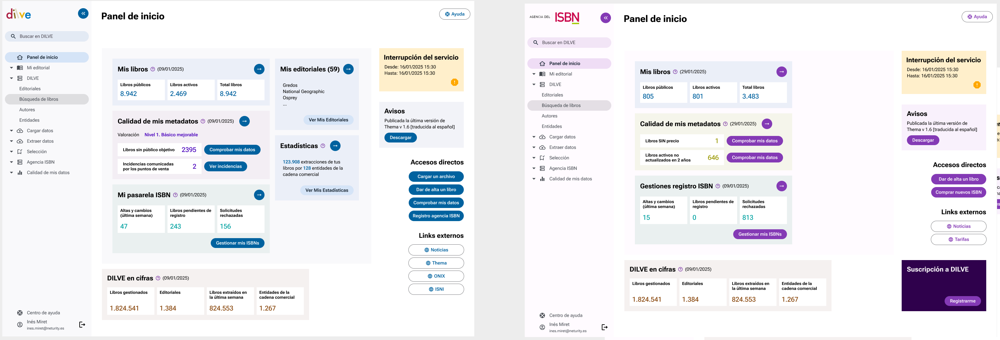 dilve
Panel de inicio
Ayuda
Buscar en DILVE
Panel de inicio
Mi editorial
DILVE
Editoriales
Búsqueda de libros
Autores
Entidades
Cargar datos
Extraer datos
Selección
Agencia ISBN
Calidad de mis datos
Centro de ayuda
Inés Miret
ines.miret@neturity.es
Mis libros (09/01/2025)
Libros públicos
8.942
Libros activos
2.469
Total libros
8.942
Calidad de mis metadatos (09/01/2025)
Valoración Nivel 1. Básico mejorable
Libros sin público objetivo 2395
Comprobar mis datos
Incidencias comunicadas
por los puntos de venta 2
Ver incidencias
Mi pasarela ISBN (09/01/2025)
Altas y cambios
(última semana)
47
Libros pendientes de
registro
243
Solicitudes
rechazadas
156
Gestionar mis ISBNs
Mis editoriales (59)
Gredos
National Geographic
Osprey
...
Ver Mis Editoriales
Estadísticas
123.908 extracciones de tus
libros por 128 entidades de la
cadena comercial
Ver Mis Estadísticas
DILVE en cifras (09/01/2025)
Libros gestionados
1.824.541
Editoriales
1.384
Libros extraídos en
la última semana
824.553
Entidades de la
cadena comercial
1.267
Interrupción del servicio
Desde: 16/01/2025 15:30
Hasta: 16/01/2025 15:30
Avisos
Publicada la última versión de
Thema v 1.6 [traducida al español]
Descargar
Accesos directos
Cargar un archivo
Dar de alta un libro
Comprobar mis datos
Registro agencia ISBN
Links externos
Noticias
Thema
ONIX
ISNI
AGENCIA DEL ISBN
Panel de inicio
Ayuda
Buscar en DILVE
Panel de inicio
Mi editorial
DILVE
Editoriales
Búsqueda de libros
Autores
Entidades
Cargar datos
Extraer datos
Selección
Agencia ISBN
Calidad de mis datos
Centro de ayuda
Inés Miret
ines.miret@neturity.es
Mis libros (29/01/2025)
Libros públicos
805
Libros activos
801
Total libros
3.483
Calidad de mis metadatos (29/01/2025)
Libros SIN precio 1
Comprobar mis datos
Libros activos no
actualizados en 2 años 646
Comprobar mis datos
Gestiones registro ISBN (09/01/2025)
Altas y cambios
(última semana)
15
Libros pendientes de
registro
0
Solicitudes
rechazadas
813
Gestionar mis ISBNs
DILVE en cifras (09/01/2025)
Libros gestionados
1.824.541
Editoriales
1.384
Libros extraídos en
la última semana
824.553
Entidades de la
cadena comercial
1.267
Interrupción del servicio
Desde: 16/01/2025 15:30
Hasta: 16/01/2025 15:30
Avisos
Publicada la última versión de
Thema v 1.6 [traducida al español]
Descargar
Accesos directos
Dar de alta un libro
Comprar nuevos ISBN
Links externos
Noticias
Tarifas
Suscripción a DILVE
Registrarme